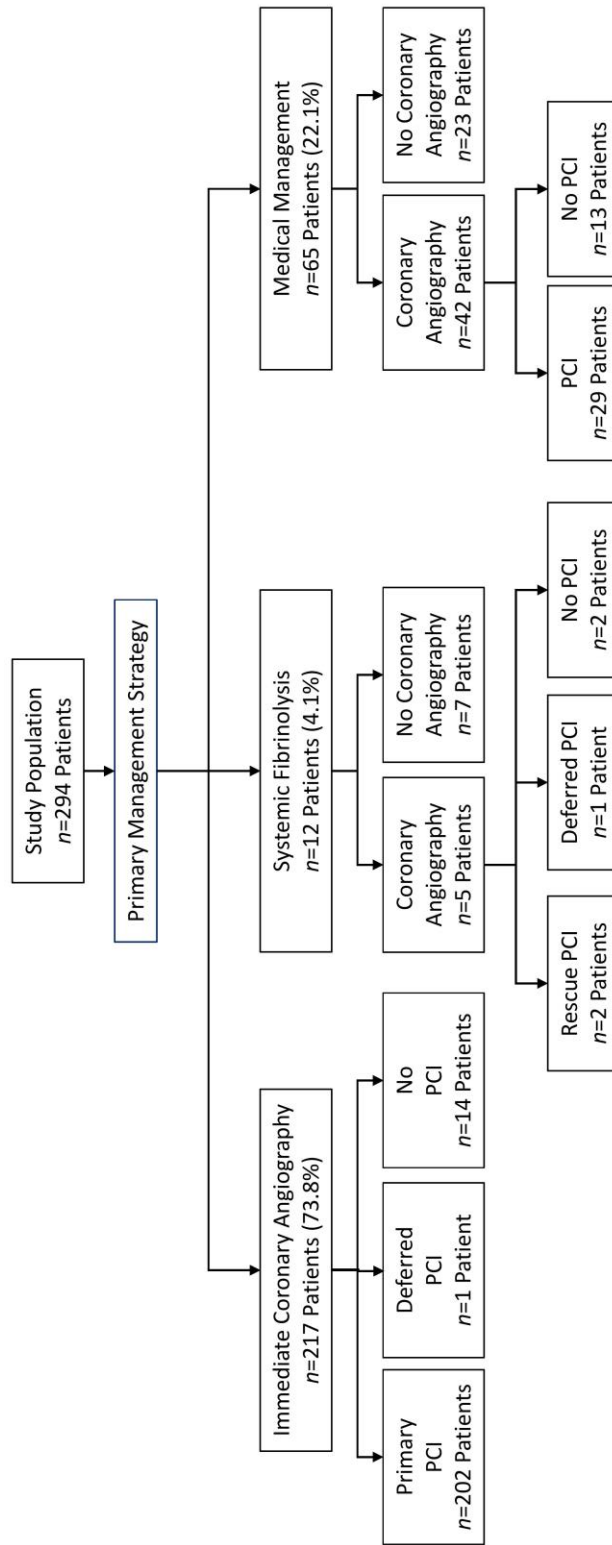 Study Population
n=294 Patients
Primary Management Strategy
Immediate Coronary Angiography
n=217 Patients (73.8%)
Systemic Fibrinolysis
n=12 Patients (4.1%)
Medical Management
n=65 Patients (22.1%)
Primary
PCI
n=202 Patients
Deferred
PCI
n=1 Patient
No
PCI
n=14 Patients
Coronary
Angiography
n=5 Patients
No Coronary
Angiography
n=7 Patients
Coronary
Angiography
n=42 Patients
No Coronary
Angiography
n=23 Patients
Rescue PCI
n=2 Patients
Deferred PCI
n=1 Patient
No PCI
n=2 Patients
PCI
n=29 Patients
No PCI
n=13 Patients